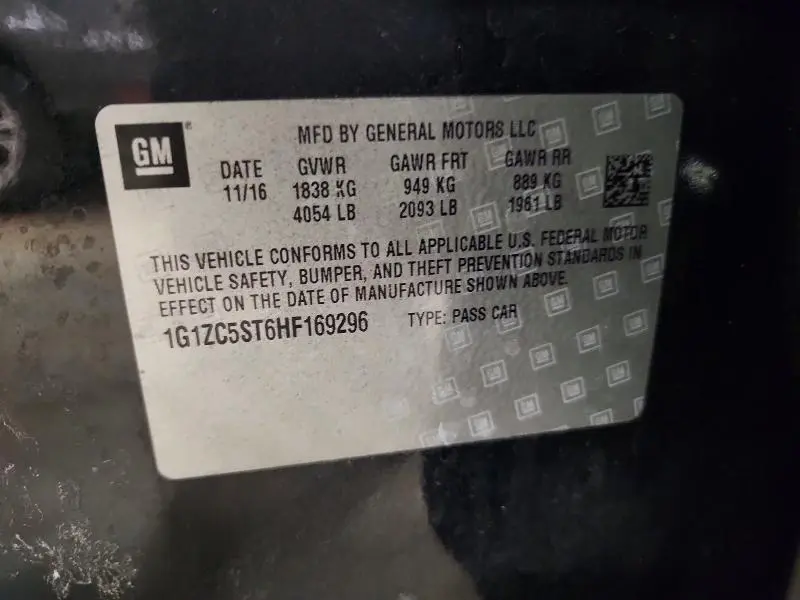 GM
MFD BY GENERAL MOTORS LLC
DATE GVWR GAWR FRT GAWR RR
11/16 1838 KG 949 KG 889 KG
4054 LB 2093 LB 1961 LB
THIS VEHICLE CONFORMS TO ALL APPLICABLE U.S. FEDERAL MOTOR
VEHICLE SAFETY, BUMPER, AND THEFT PREVENTION STANDARDS IN
EFFECT ON THE DATE OF MANUFACTURE SHOWN ABOVE.
1G1ZC5ST6HF169296 TYPE: PASS CAR